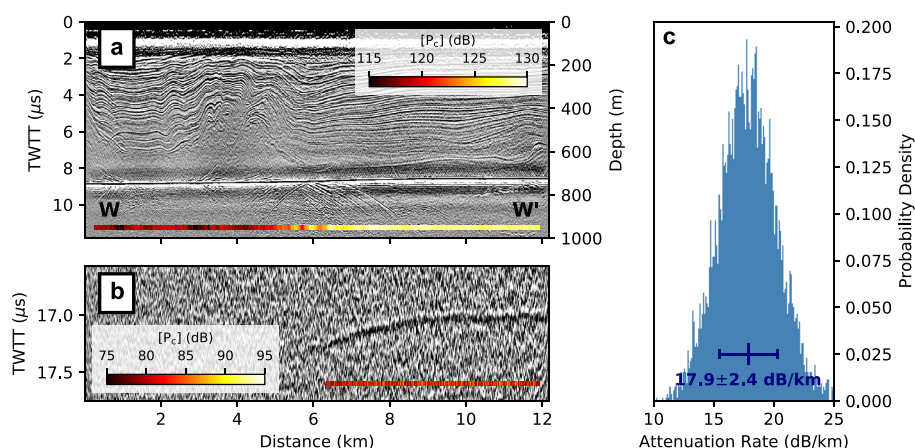 a
[Pc] (dB)
115 120 125 130
TWTT (μs)
0
2
4
6
8
10
W W'
0
200
400
600
800
1000
Depth (m)
b
[Pc] (dB)
75 80 85 90 95
TWTT (μs)
17.0
17.5
2 4 6 8 10 12
Distance (km)
c
17.9±2.4 dB/km
0.200
0.175
0.150
0.125
0.100
0.075
0.050
0.025
0.000
Probability Density
10 15 20 25
Attenuation Rate (dB/km)